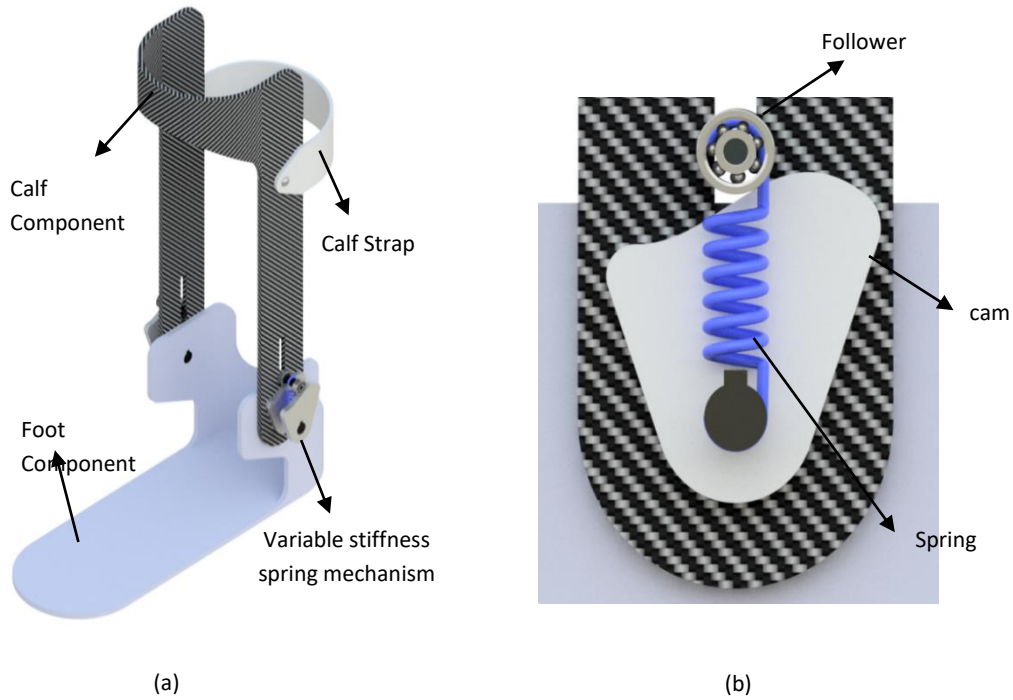 Follower
Calf
Component
Calf Strap
cam
Foot
Component
Variable stiffness
spring mechanism
Spring
(a)
(b)